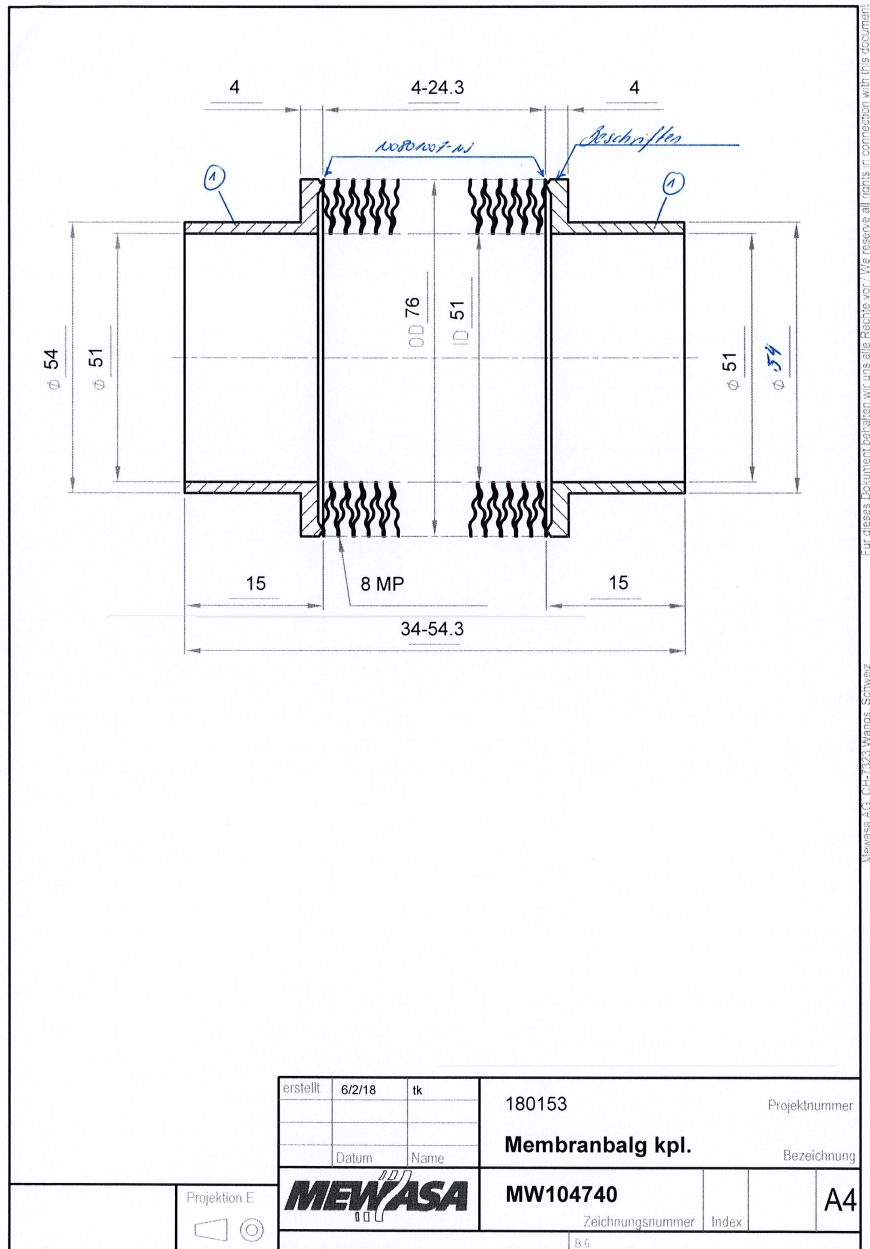 4
4-24.3
4
Beschriften
1
1
OD 76
ID 51
⌀ 54
⌀ 51
⌀ 51
⌀ 54
15
8 MP
15
34-54.3
Für dieses Dokument behalten wir uns alle Rechte vor / We reserve all rights in connection with this document
Mewasa AG, CH-7323 Wangs, Schweiz
erstellt 6/2/18 tk
Datum Name
180153 Projektnummer
Membranbalg kpl. Bezeichnung
Projektion E
MEWASA
MW104740
Zeichnungsnummer Index
A4
B6